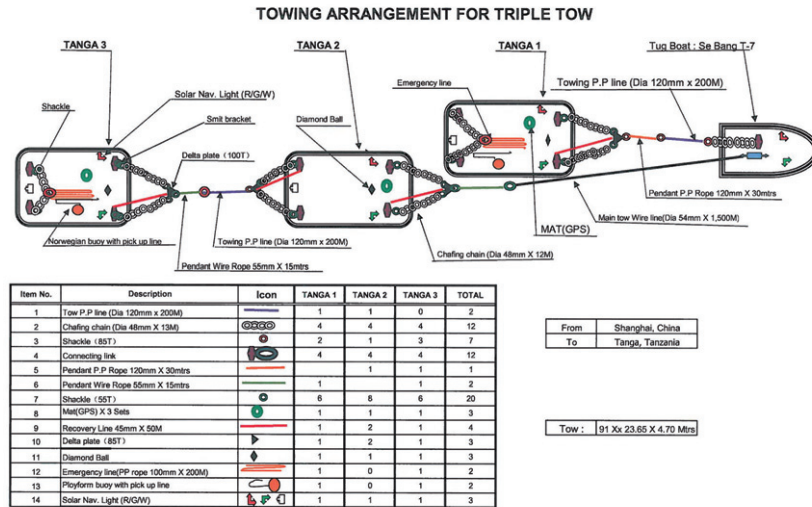 TOWING ARRANGEMENT FOR TRIPLE TOW
TANGA 3
TANGA 2
TANGA 1
Tug Boat : Se Bang T-7
Solar Nav. Light (R/G/W)
Shackle
Smit bracket
Diamond Ball
Emergency line
Towing P.P line (Dia 120mm x 200M)
Delta plate (100T)
Pendant P.P Rope 120mm X 30mtrs
Main tow Wire line(Dia 54mm X 1,500M)
MAT(GPS)
Norwegian buoy with pick up line
Towing P.P line (Dia 120mm x 200M)
Chafing chain (Dia 48mm X 12M)
Pendant Wire Rope 55mm X 15mtrs
Item No. Description Icon TANGA 1 TANGA 2 TANGA 3 TOTAL
1 Tow P.P line (Dia 120mm x 200M) 1 1 0 2
2 Chafing chain (Dia 48mm X 13M) 4 4 4 12
3 Shackle (85T) 2 1 3 7
4 Connecting link 4 4 4 12
5 Pendant P.P Rope 120mm X 30mtrs 1 1 1
6 Pendant Wire Rope 55mm X 15mtrs 1 1 2
7 Shackle (55T) 6 6 6 20
8 Mat(GPS) X 3 Sets 1 1 1 3
9 Recovery Line 45mm X 50M 1 2 1 4
10 Delta plate (85T) 1 2 1 3
11 Diamond Ball 1 1 1 3
12 Emergency line(PP rope 100mm X 200M) 1 0 1 2
13 Ployform buoy with pick up line 1 0 1 2
14 Solar Nav. Light (R/G/W) 1 1 1 3
From Shanghai, China
To Tanga, Tanzania
Tow : 91 Xx 23.65 X 4.70 Mtrs